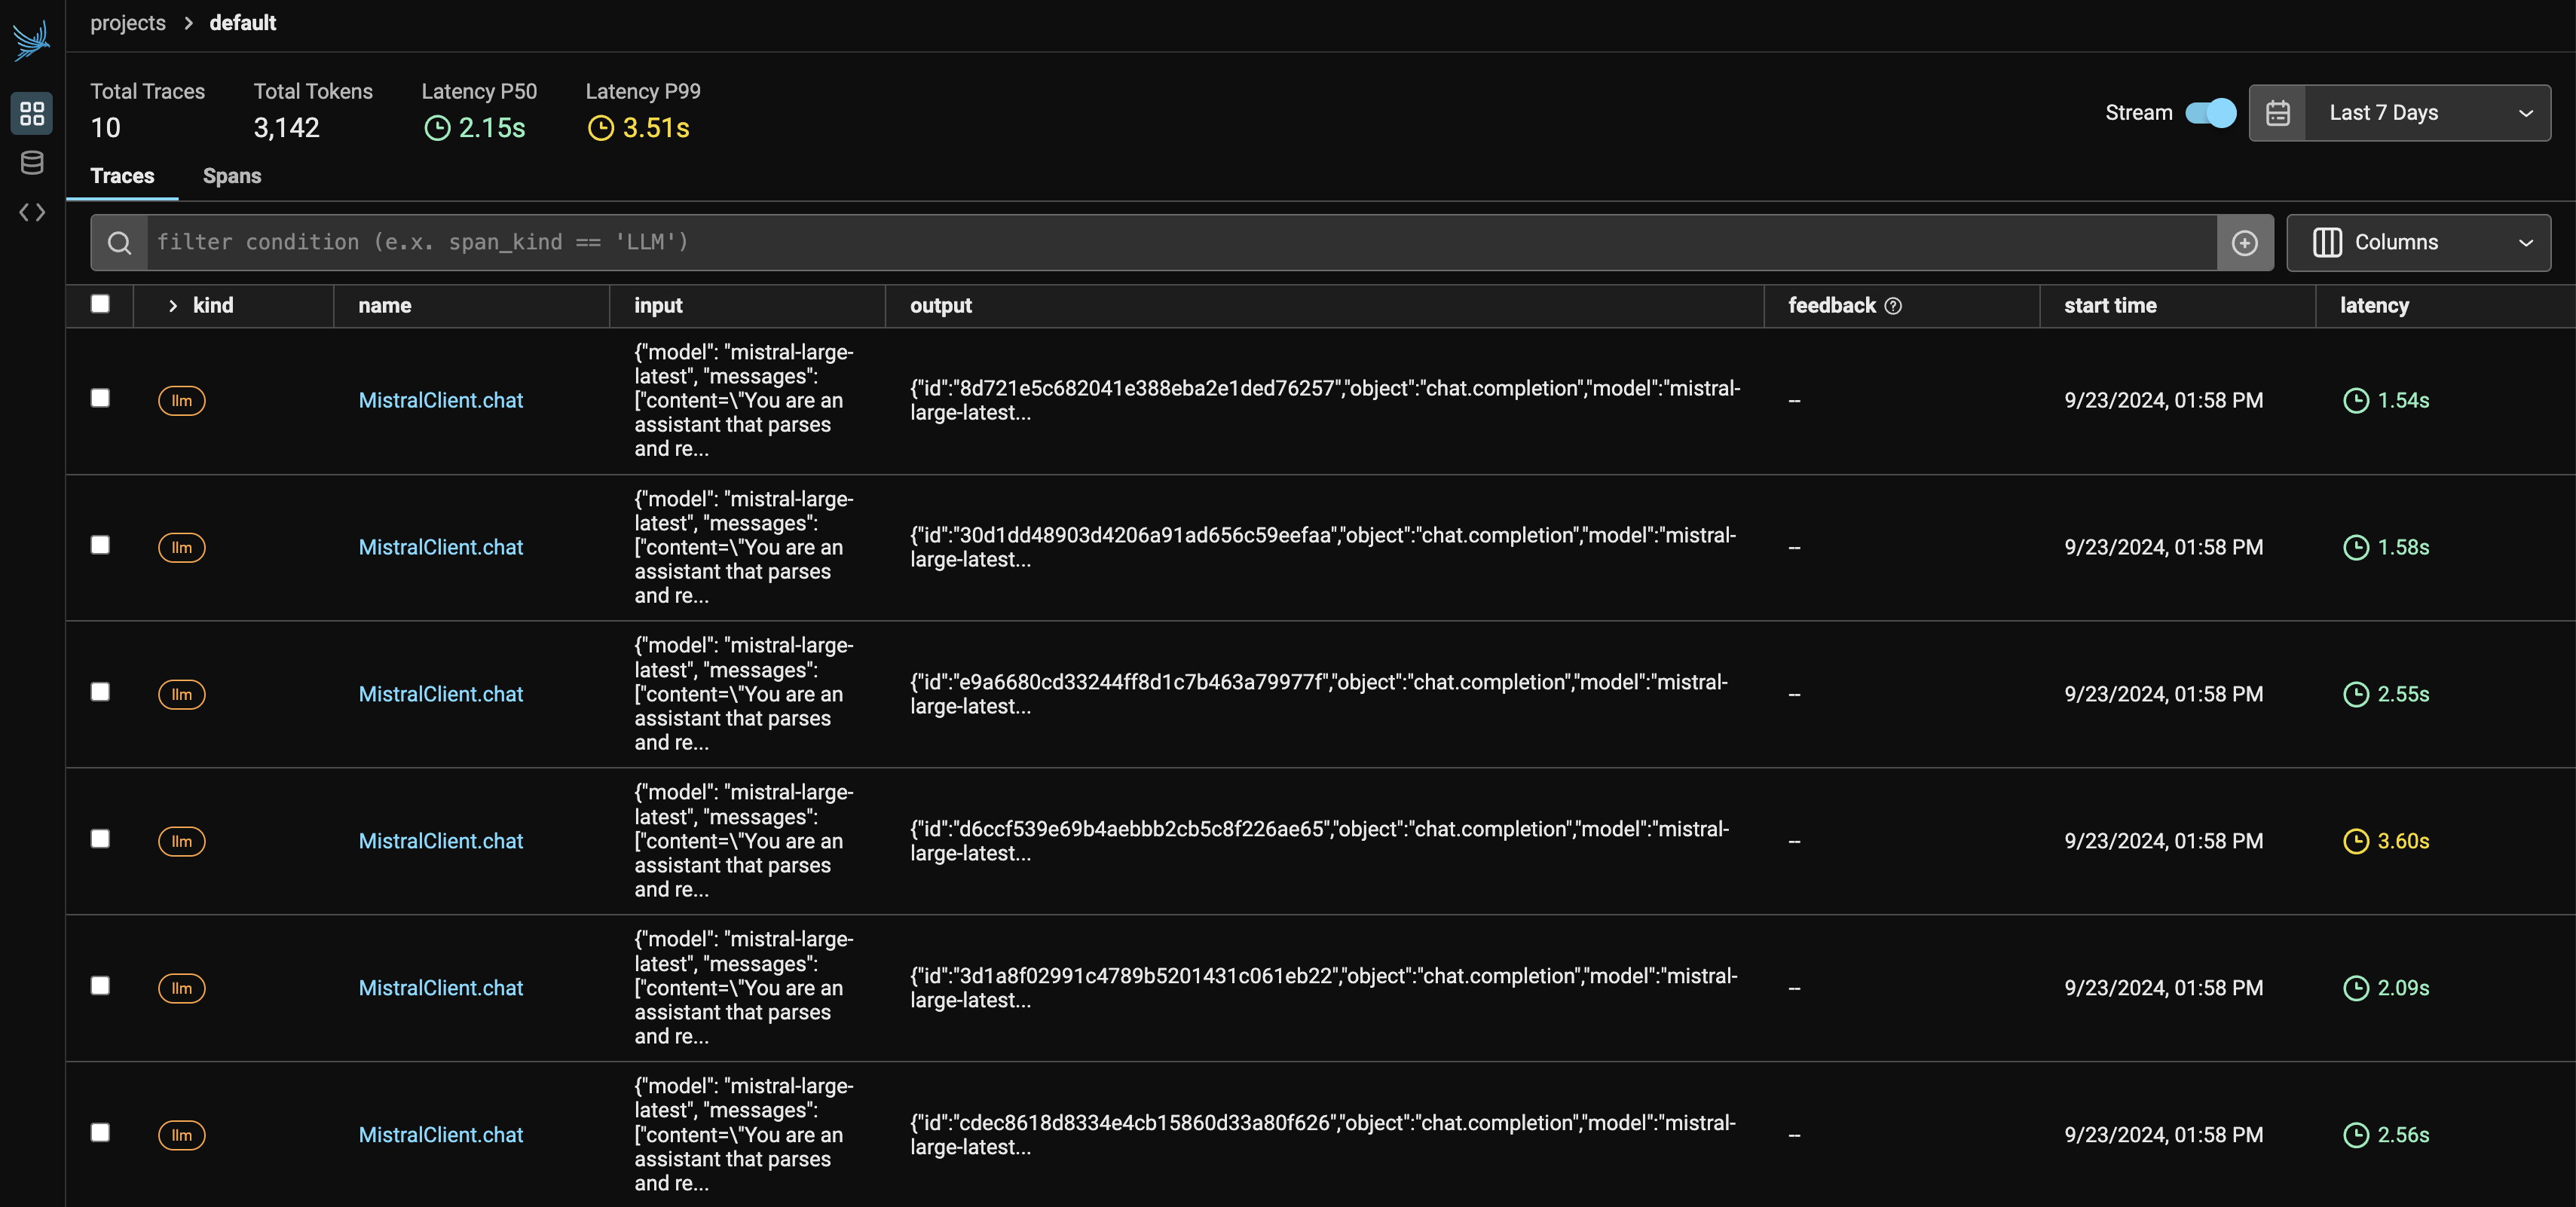 projects > default
Total Traces
10
Total Tokens
3,142
Latency P50
2.15s
Latency P99
3.51s
Stream
Last 7 Days
Traces
Spans
filter condition (e.x. span_kind == 'LLM')
Columns
kind
name
input
output
feedback
start time
latency
llm
MistralClient.chat
{"model": "mistral-large-
latest", "messages":
["content=\"You are an
assistant that parses
and re...
{"id":"8d721e5c682041e388eba2e1ded76257","object":"chat.completion","model":"mistral-
large-latest...
--
9/23/2024, 01:58 PM
1.54s
llm
MistralClient.chat
{"model": "mistral-large-
latest", "messages":
["content=\"You are an
assistant that parses
and re...
{"id":"30d1dd48903d4206a91ad656c59eefaa","object":"chat.completion","model":"mistral-
large-latest...
--
9/23/2024, 01:58 PM
1.58s
llm
MistralClient.chat
{"model": "mistral-large-
latest", "messages":
["content=\"You are an
assistant that parses
and re...
{"id":"e9a6680cd33244ff8d1c7b463a79977f","object":"chat.completion","model":"mistral-
large-latest...
--
9/23/2024, 01:58 PM
2.55s
llm
MistralClient.chat
{"model": "mistral-large-
latest", "messages":
["content=\"You are an
assistant that parses
and re...
{"id":"d6ccf539e69b4aebbb2cb5c8f226ae65","object":"chat.completion","model":"mistral-
large-latest...
--
9/23/2024, 01:58 PM
3.60s
llm
MistralClient.chat
{"model": "mistral-large-
latest", "messages":
["content=\"You are an
assistant that parses
and re...
{"id":"3d1a8f02991c4789b5201431c061eb22","object":"chat.completion","model":"mistral-
large-latest...
--
9/23/2024, 01:58 PM
2.09s
llm
MistralClient.chat
{"model": "mistral-large-
latest", "messages":
["content=\"You are an
assistant that parses
and re...
{"id":"cdec8618d8334e4cb15860d33a80f626","object":"chat.completion","model":"mistral-
large-latest...
--
9/23/2024, 01:58 PM
2.56s